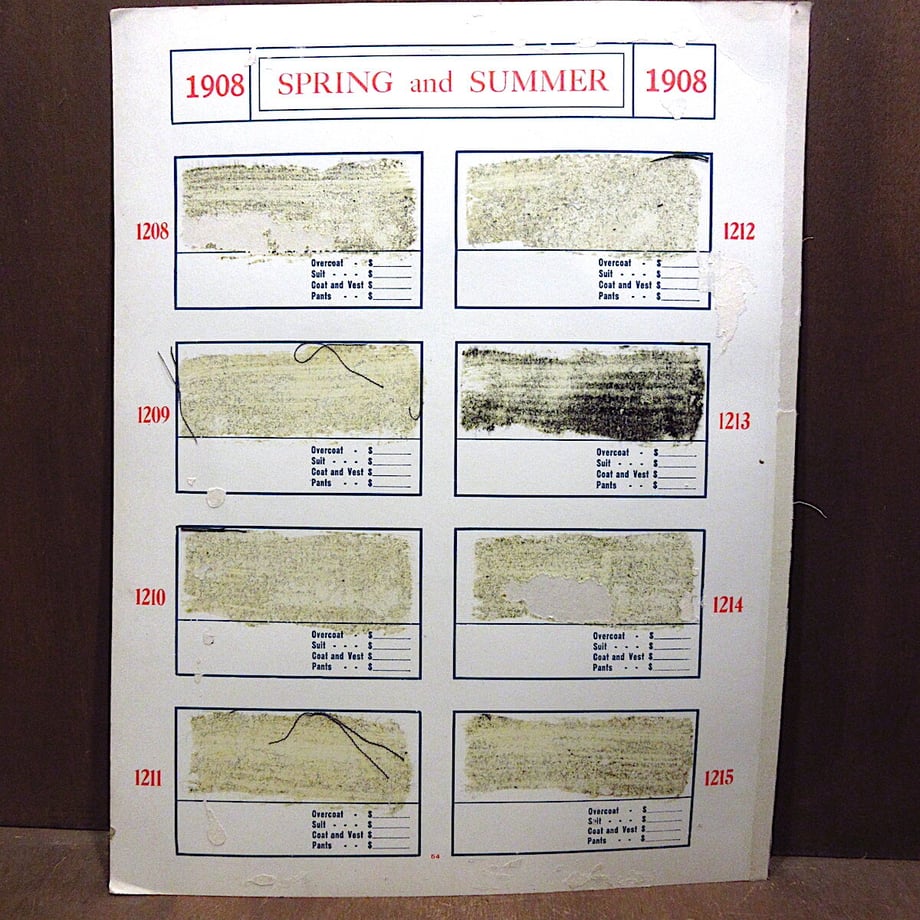 1908 SPRING and SUMMER 1908
1208
Overcoat - $
Suit - - - $
Coat and Vest $
Pants - - $
1212
Overcoat - $
Suit - - - $
Coat and Vest $
Pants - - $
1209
Overcoat - $
Suit - - - $
Coat and Vest $
Pants - - $
1213
Overcoat - $
Suit - - - $
Coat and Vest $
Pants - - $
1210
Overcoat - $
Suit - - - $
Coat and Vest $
Pants - - $
1214
Overcoat - $
Suit - - - $
Coat and Vest $
Pants - - $
1211
Overcoat - $
Suit - - - $
Coat and Vest $
Pants - - $
1215
Overcoat - $
Suit - - - $
Coat and Vest $
Pants - - $
54